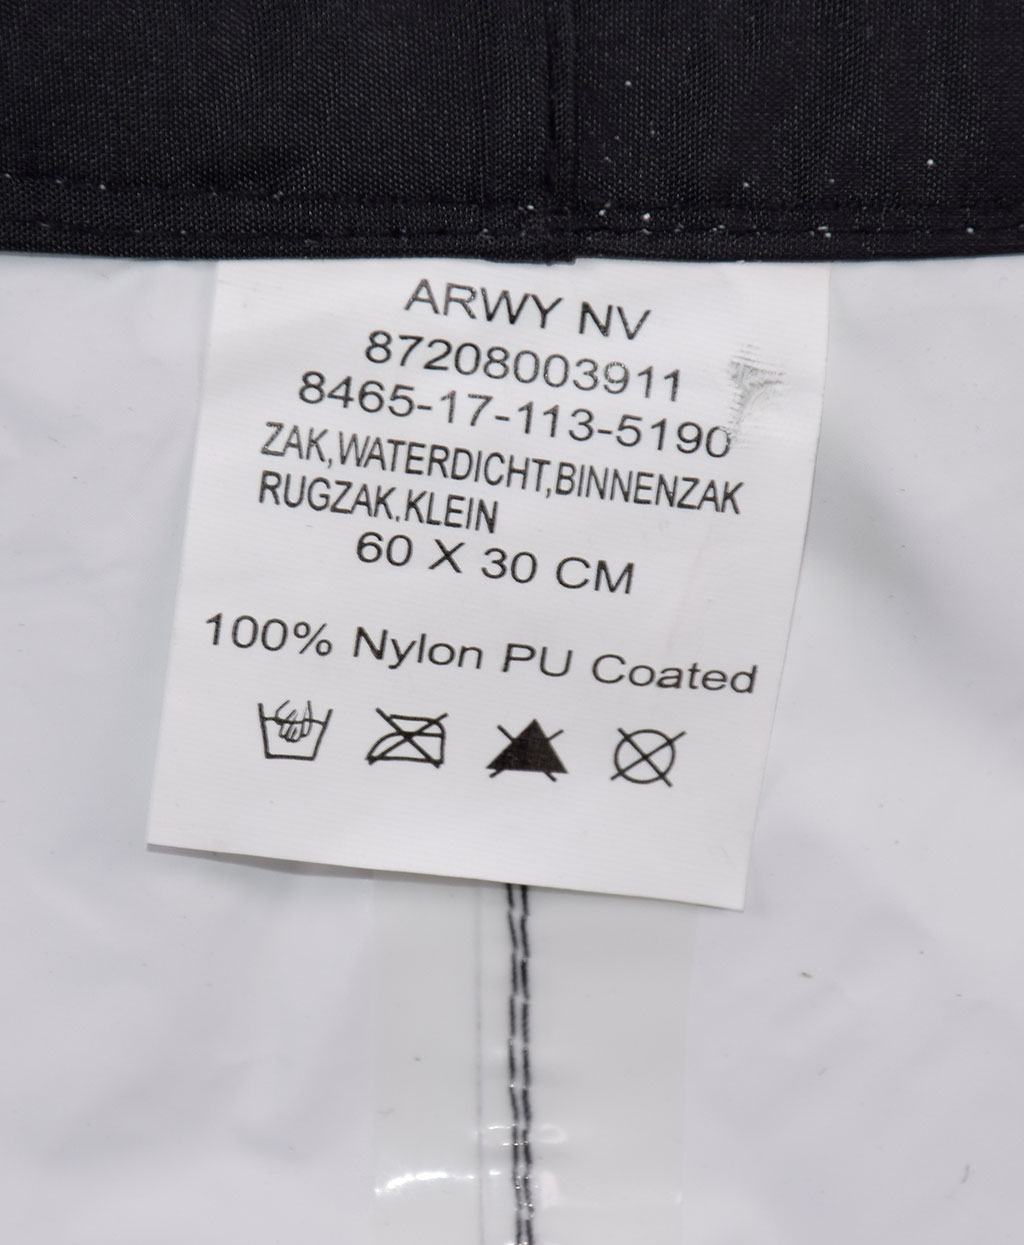 ARWY NV
87208003911
8465-17-113-5190
ZAK,WATERDICHT,BINNENZAK
RUGZAK,KLEIN
60 X 30 CM
100% Nylon PU Coated